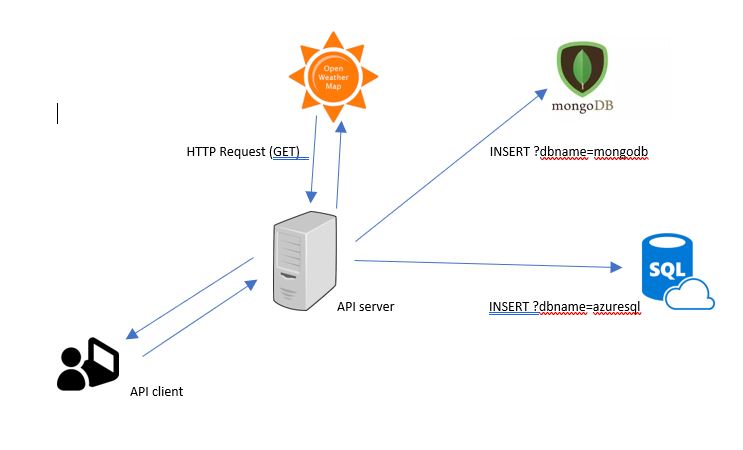 Open
Weather
Map
mongoDB
HTTP Request (GET)
INSERT ?dbname=mongodb
SQL
API server
INSERT ?dbname=azuresql
API client